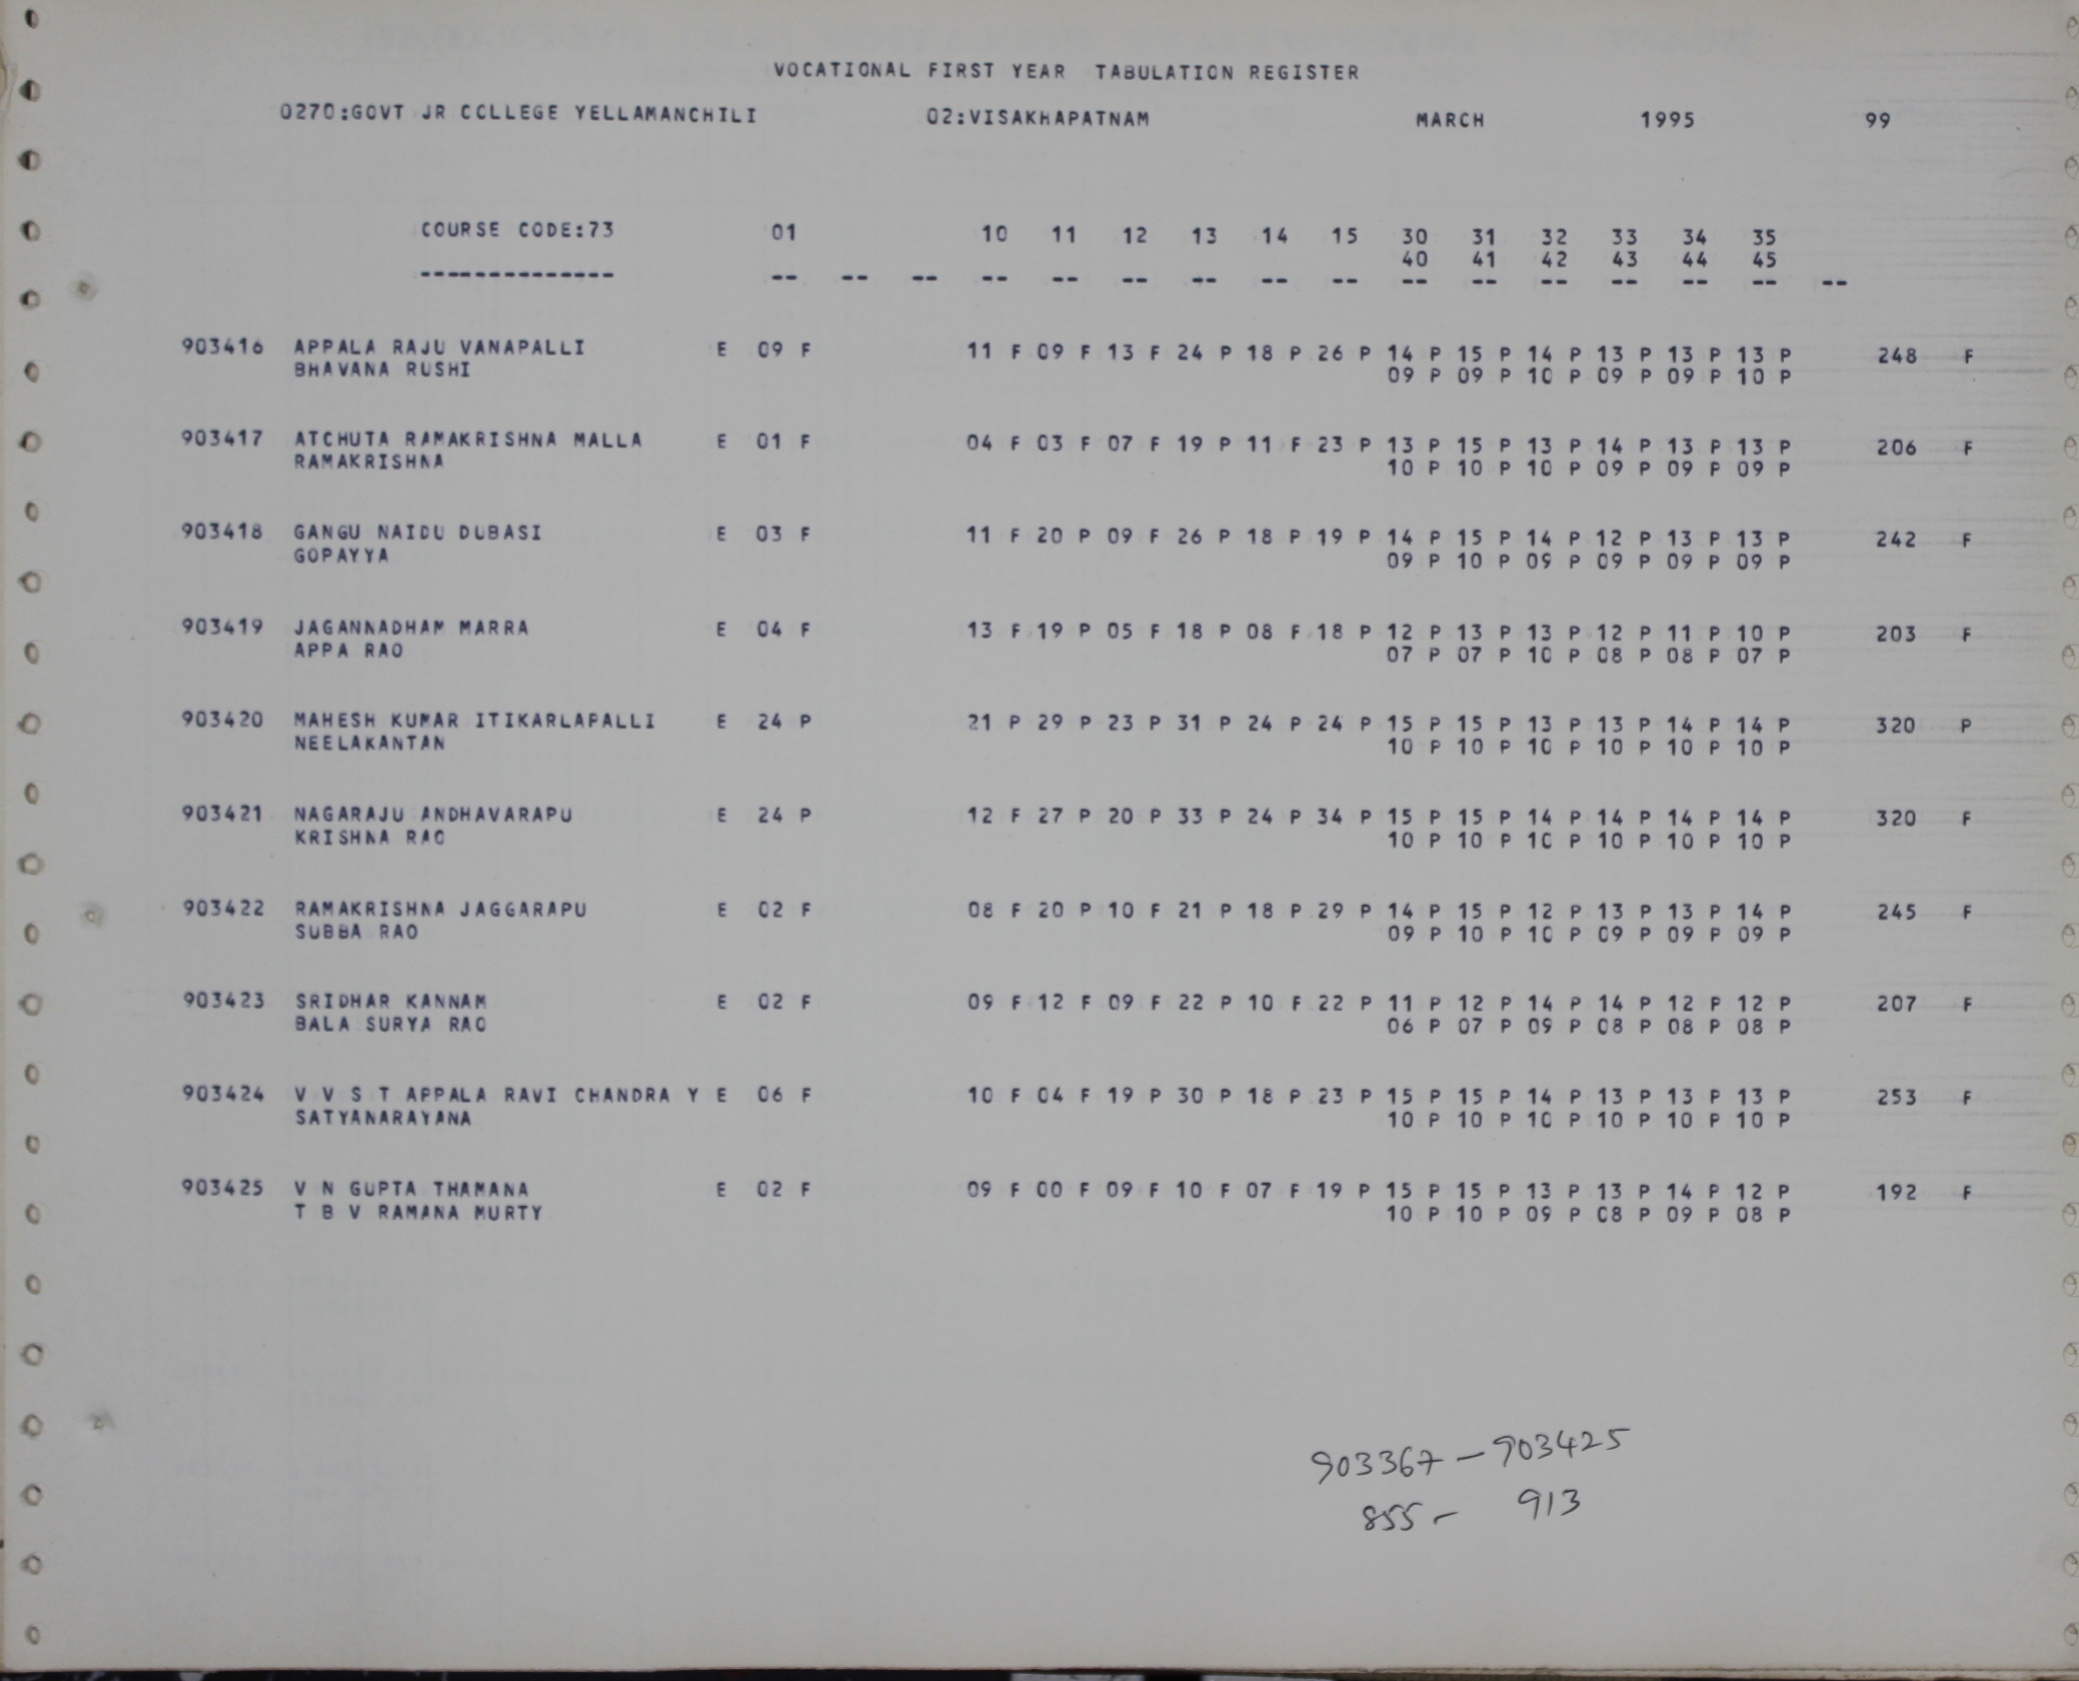 VOCATIONAL FIRST YEAR TABULATION REGISTER
0270:GOVT JR COLLEGE YELLAMANCHILI 02:VISAKHAPATNAM MARCH 1995 99
COURSE CODE:73 01 10 11 12 13 14 15 30 31 32 33 34 35
40 41 42 43 44 45
-------------- -- -- -- -- -- -- -- -- -- -- -- -- -- -- -- --
903416 APPALA RAJU VANAPALLI E 09 F 11 F 09 F 13 F 24 P 18 P 26 P 14 P 15 P 14 P 13 P 13 P 13 P 248 F
BHAVANA RUSHI 09 P 09 P 10 P 09 P 09 P 10 P
903417 ATCHUTA RAMAKRISHNA MALLA E 01 F 04 F 03 F 07 F 19 P 11 F 23 P 13 P 15 P 13 P 14 P 13 P 13 P 206 F
RAMAKRISHNA 10 P 10 P 10 P 09 P 09 P 09 P
903418 GANGU NAIDU DUBASI E 03 F 11 F 20 P 09 F 26 P 18 P 19 P 14 P 15 P 14 P 12 P 13 P 13 P 242 F
GOPAYYA 09 P 10 P 09 P 09 P 09 P 09 P
903419 JAGANNADHAM MARRA E 04 F 13 F 19 P 05 F 18 P 08 F 18 P 12 P 13 P 13 P 12 P 11 P 10 P 203 F
APPA RAO 07 P 07 P 10 P 08 P 08 P 07 P
903420 MAHESH KUMAR ITIKARLAPALLI E 24 P 21 P 29 P 23 P 31 P 24 P 24 P 15 P 15 P 13 P 13 P 14 P 14 P 320 P
NEELAKANTAN 10 P 10 P 10 P 10 P 10 P 10 P
903421 NAGARAJU ANDHAVARAPU E 24 P 12 F 27 P 20 P 33 P 24 P 34 P 15 P 15 P 14 P 14 P 14 P 14 P 320 F
KRISHNA RAO 10 P 10 P 10 P 10 P 10 P 10 P
903422 RAMAKRISHNA JAGGARAPU E 02 F 08 F 20 P 10 F 21 P 18 P 29 P 14 P 15 P 12 P 13 P 13 P 14 P 245 F
SUBBA RAO 09 P 10 P 10 P 09 P 09 P 09 P
903423 SRIDHAR KANNAM E 02 F 09 F 12 F 09 F 22 P 10 F 22 P 11 P 12 P 14 P 14 P 12 P 12 P 207 F
BALA SURYA RAO 06 P 07 P 09 P 08 P 08 P 08 P
903424 V V S T APPALA RAVI CHANDRA Y E 06 F 10 F 04 F 19 P 30 P 18 P 23 P 15 P 15 P 14 P 13 P 13 P 13 P 253 F
SATYANARAYANA 10 P 10 P 10 P 10 P 10 P 10 P
903425 V N GUPTA THAMANA E 02 F 09 F 00 F 09 F 10 F 07 F 19 P 15 P 15 P 13 P 13 P 14 P 12 P 192 F
T B V RAMANA MURTY 10 P 10 P 09 P 08 P 09 P 08 P
903367 - 903425
855 - 913